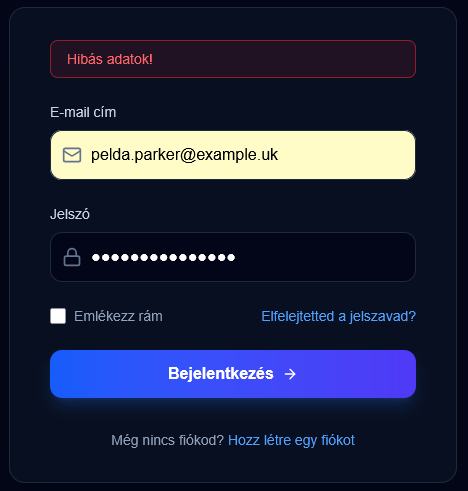 Hibás adatok!
E-mail cím
pelda.parker@example.uk
Jelszó
•••••••••••••••
Emlékezz rám
Elfelejtetted a jelszavad?
Bejelentkezés →
Még nincs fiókod? Hozz létre egy fiókot